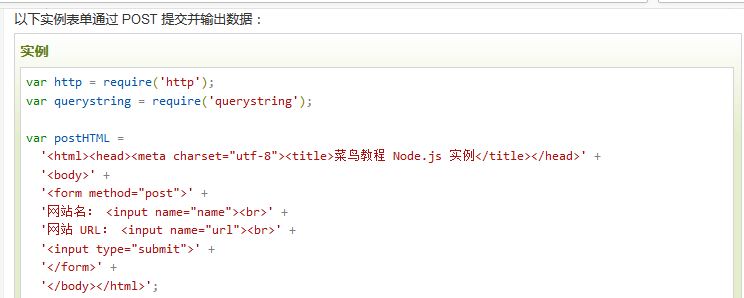 以下实例表单通过 POST 提交并输出数据：
实例
var http = require('http');
var querystring = require('querystring');
var postHTML =
'<html><head><meta charset="utf-8"><title>菜鸟教程 Node.js 实例</title></head>' +
'<body>' +
'<form method="post">' +
'网站名： <input name="name"><br>' +
'网站 URL： <input name="url"><br>' +
'<input type="submit">' +
'</form>' +
'</body></html>';